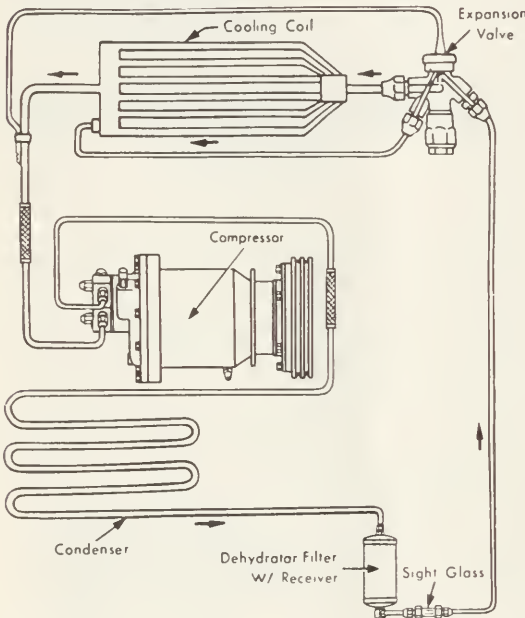 Cooling Coil
Expansion
Valve
Compressor
Condenser
Dehydrator Filter
W/ Receiver
Sight Glass